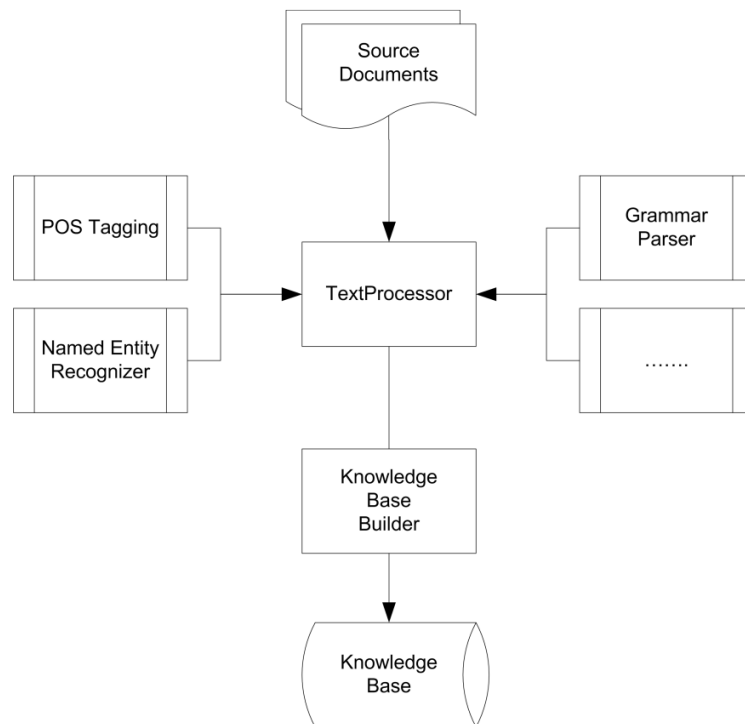 Source
Documents
POS Tagging
Grammar
Parser
TextProcessor
Named Entity
Recognizer
.......
Knowledge
Base
Builder
Knowledge
Base